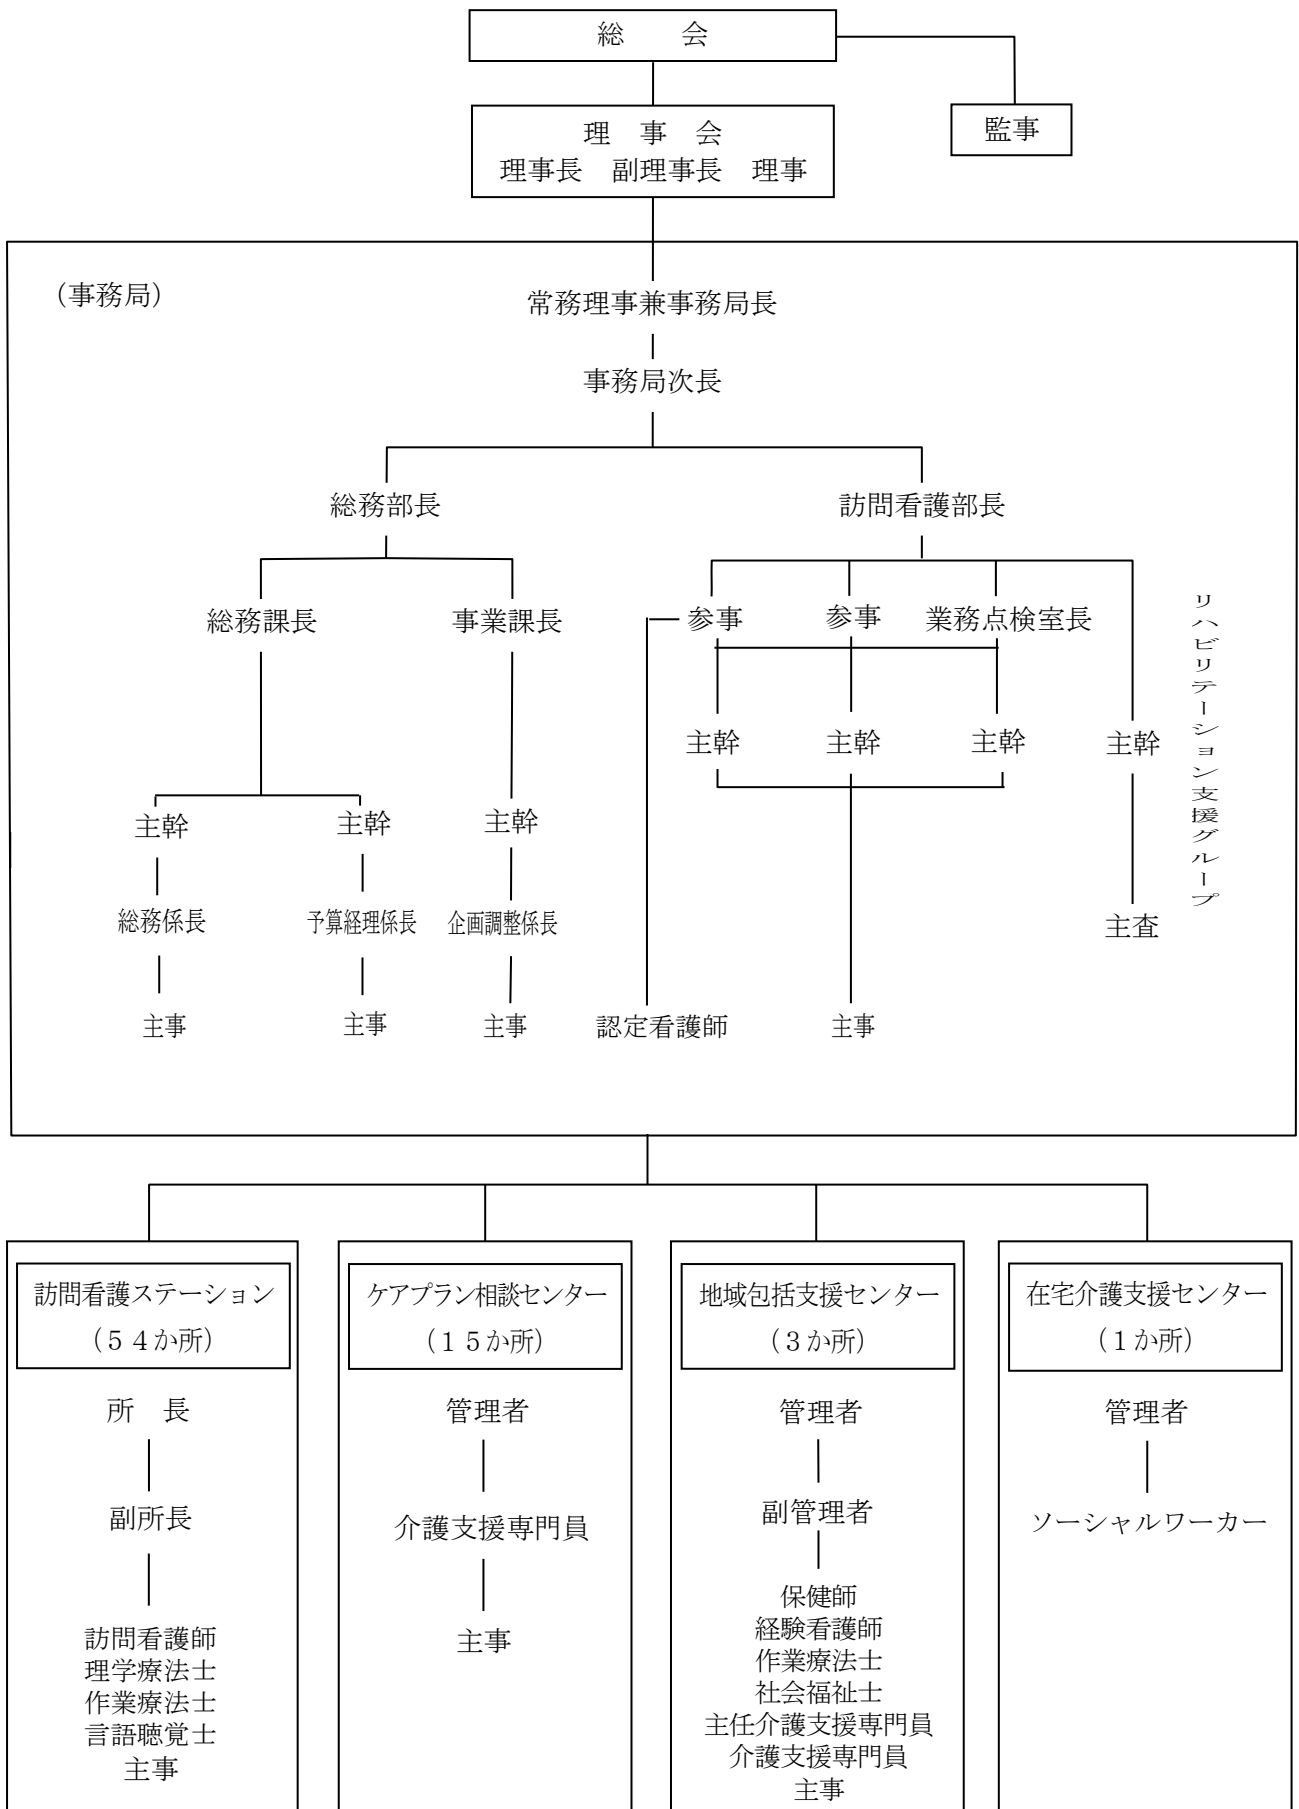 総　会
監事
理　事　会
理事長　副理事長　理事
（事務局）
常務理事兼事務局長
事務局次長
総務部長
訪問看護部長
総務課長
事業課長
参事
参事
業務点検室長
リハビリテーション支援グループ
主幹
主幹
主幹
主幹
主幹
主幹
主幹
総務係長
予算経理係長
企画調整係長
主査
主事
主事
主事
認定看護師
主事
訪問看護ステーション
（５４か所）
所　長
副所長
訪問看護師
理学療法士
作業療法士
言語聴覚士
主事
ケアプラン相談センター
（１５か所）
管理者
介護支援専門員
主事
地域包括支援センター
（３か所）
管理者
副管理者
保健師
経験看護師
作業療法士
社会福祉士
主任介護支援専門員
介護支援専門員
主事
在宅介護支援センター
（１か所）
管理者
ソーシャルワーカー